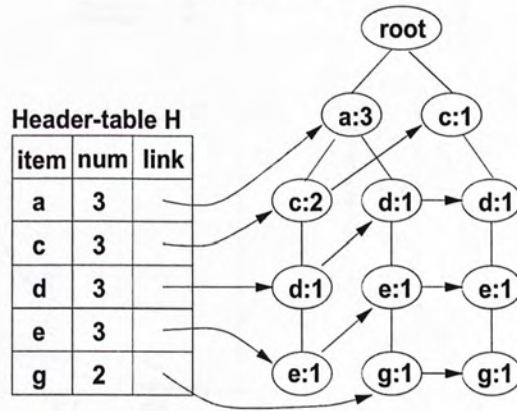 root
a:3 c:1
Header-table H
item num link
a 3
c 3
d 3
e 3
g 2
c:2 d:1 d:1
d:1 e:1 e:1
e:1 g:1 g:1